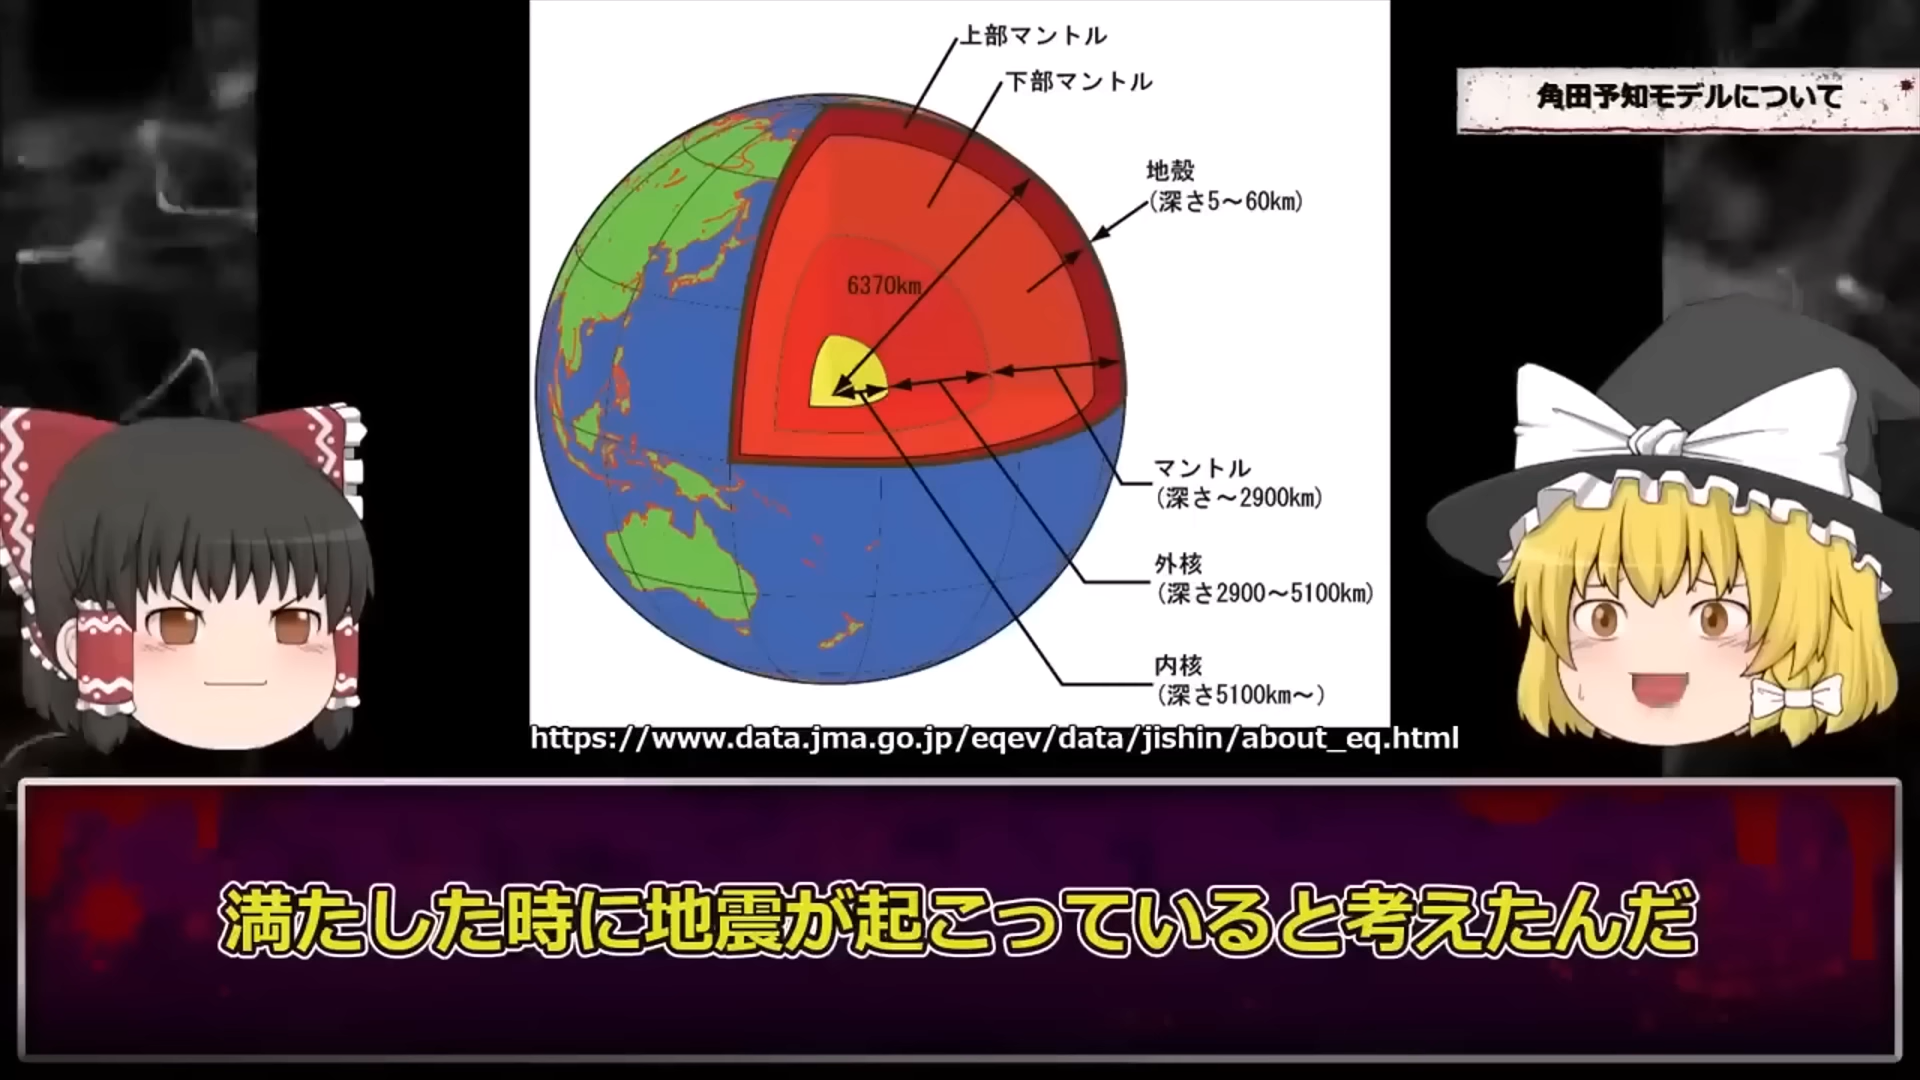 上部マントル
下部マントル
角田予知モデルについて
地殻
(深さ5～60km)
6370km
マントル
(深さ～2900km)
外核
(深さ2900～5100km)
内核
(深さ5100km～)
https://www.data.jma.go.jp/eqev/data/jishin/about_eq.html
満たした時に地震が起こっていると考えたんだ